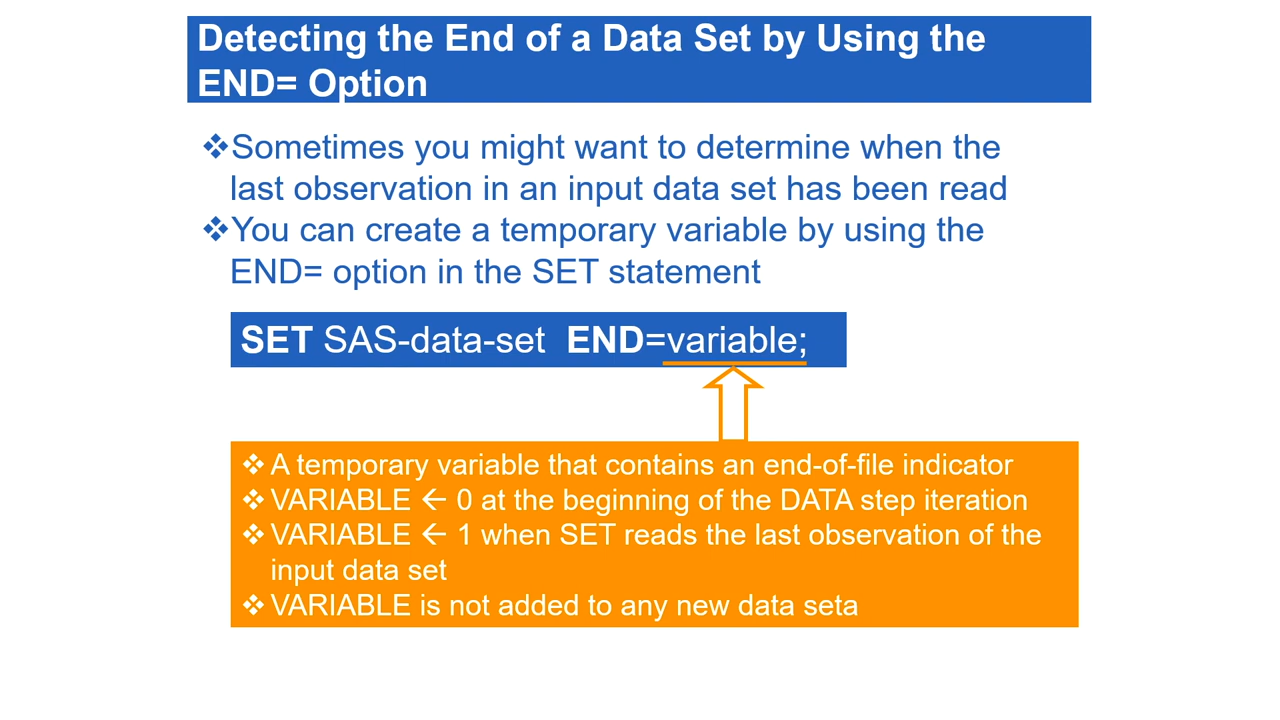 Detecting the End of a Data Set by Using the
END= Option
❖Sometimes you might want to determine when the
last observation in an input data set has been read
❖You can create a temporary variable by using the
END= option in the SET statement
SET SAS-data-set END=variable;
❖ A temporary variable that contains an end-of-file indicator
❖ VARIABLE ← 0 at the beginning of the DATA step iteration
❖ VARIABLE ← 1 when SET reads the last observation of the
input data set
❖ VARIABLE is not added to any new data seta